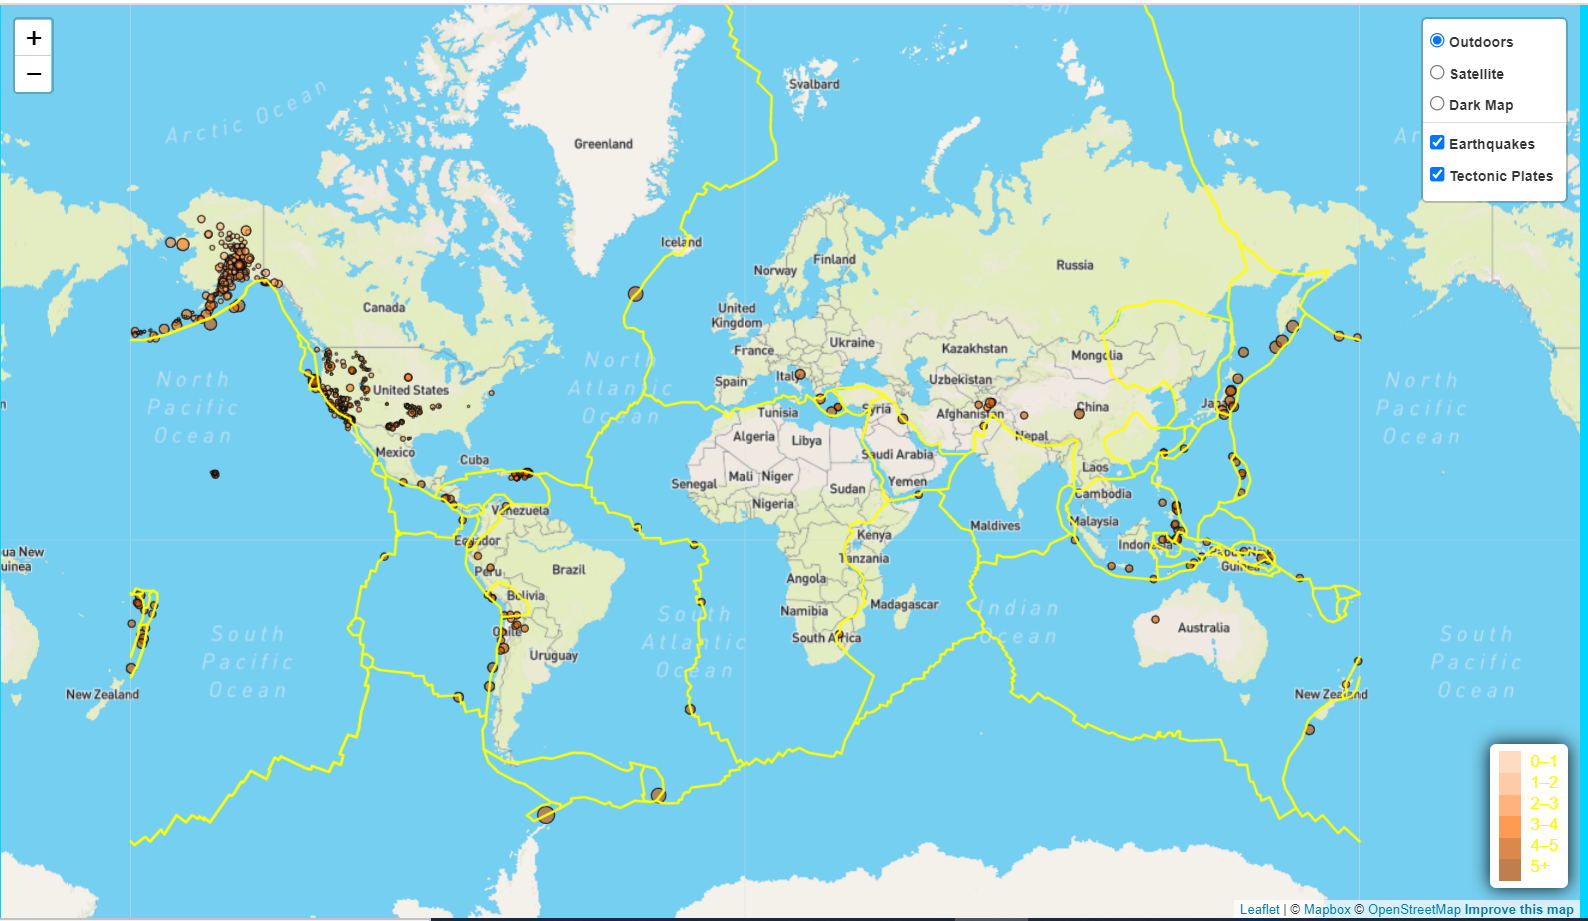 +
−
Outdoors
Satellite
Dark Map
Earthquakes
Tectonic Plates
Arctic Ocean
Svalbard
Greenland
Iceland
Finland
Norway
Russia
Canada
United
Kingdom
Ukraine
France
Kazakhstan
Mongolia
North
Atlantic
Ocean
North
Pacific
Ocean
North
Pacific
Ocean
Italy
Spain
Uzbekistan
United States
Tunisia
Syria
Afghanistan
China
Japan
Algeria
Libya
Nepal
Mexico
Cuba
Saudi Arabia
Laos
Mali
Niger
Senegal
Sudan
Yemen
Cambodia
Nigeria
Venezuela
Maldives
Malaysia
Kenya
Ecuador
Indonesia
Papua New
Guinea
ua New
uinea
Tanzania
Peru
Brazil
Angola
Bolivia
Namibia
Madagascar
Indian
Ocean
South
Atlantic
Ocean
South
Pacific
Ocean
South
Pacific
Ocean
Chile
South Africa
Australia
Uruguay
New Zealand
New Zealand
0–1
1–2
2–3
3–4
4–5
5+
Leaflet | © Mapbox © OpenStreetMap Improve this map